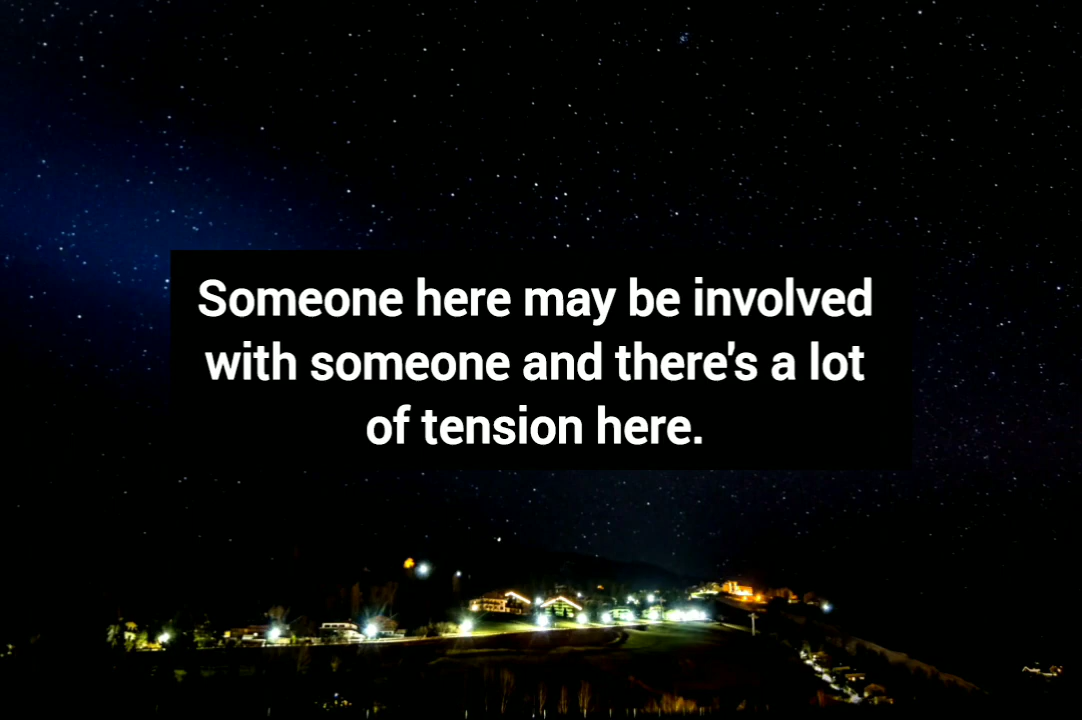 Someone here may be involved
with someone and there's a lot
of tension here.